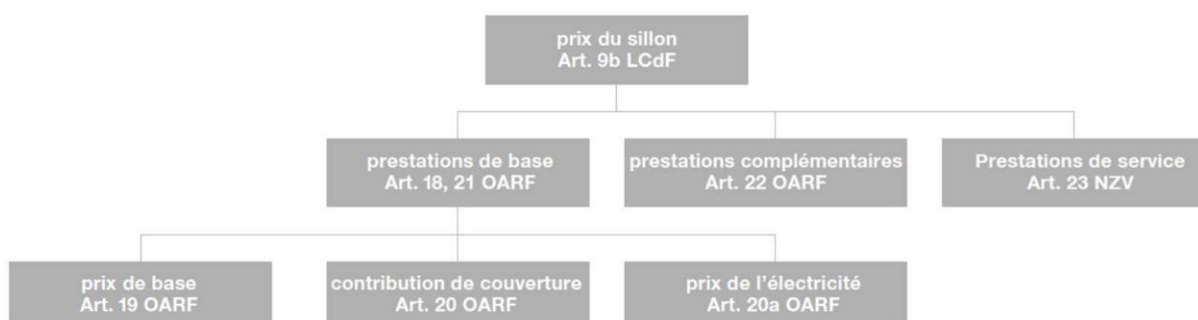 prix du sillon
Art. 9b LCdF
prestations de base
Art. 18, 21 OARF
prestations complémentaires
Art. 22 OARF
Prestations de service
Art. 23 NZV
prix de base
Art. 19 OARF
contribution de couverture
Art. 20 OARF
prix de l'électricité
Art. 20a OARF